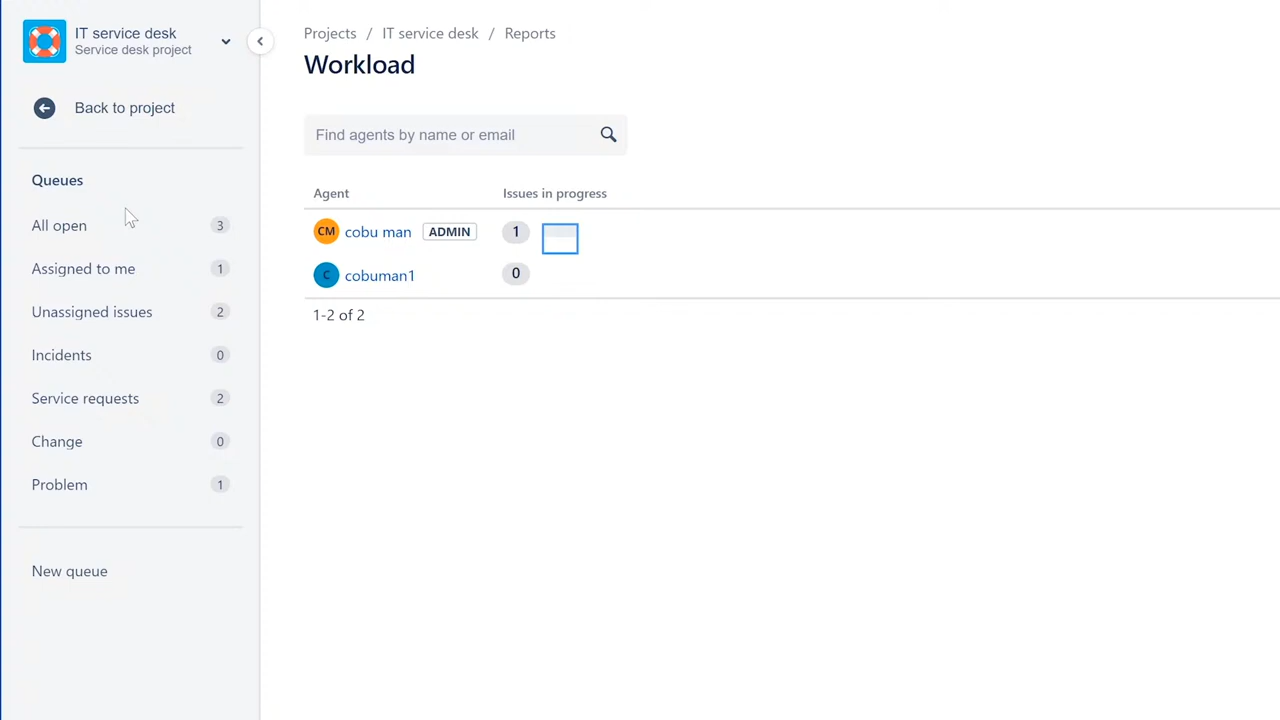 IT service desk
Service desk project
Back to project
Queues
All open 3
Assigned to me 1
Unassigned issues 2
Incidents 0
Service requests 2
Change 0
Problem 1
New queue
Projects / IT service desk / Reports
Workload
Find agents by name or email
Agent Issues in progress
CM cobu man ADMIN 1
C cobuman1 0
1-2 of 2